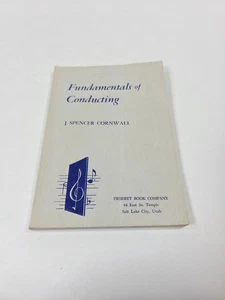 Fundamentals of
Conducting
J. SPENCER CORNWALL
DESERET BOOK COMPANY
44 East So. Temple
Salt Lake City, Utah